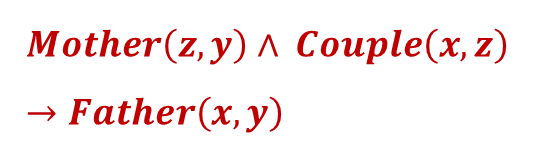 Mother(z,y) ∧ Couple(x,z)
→ Father(x,y)